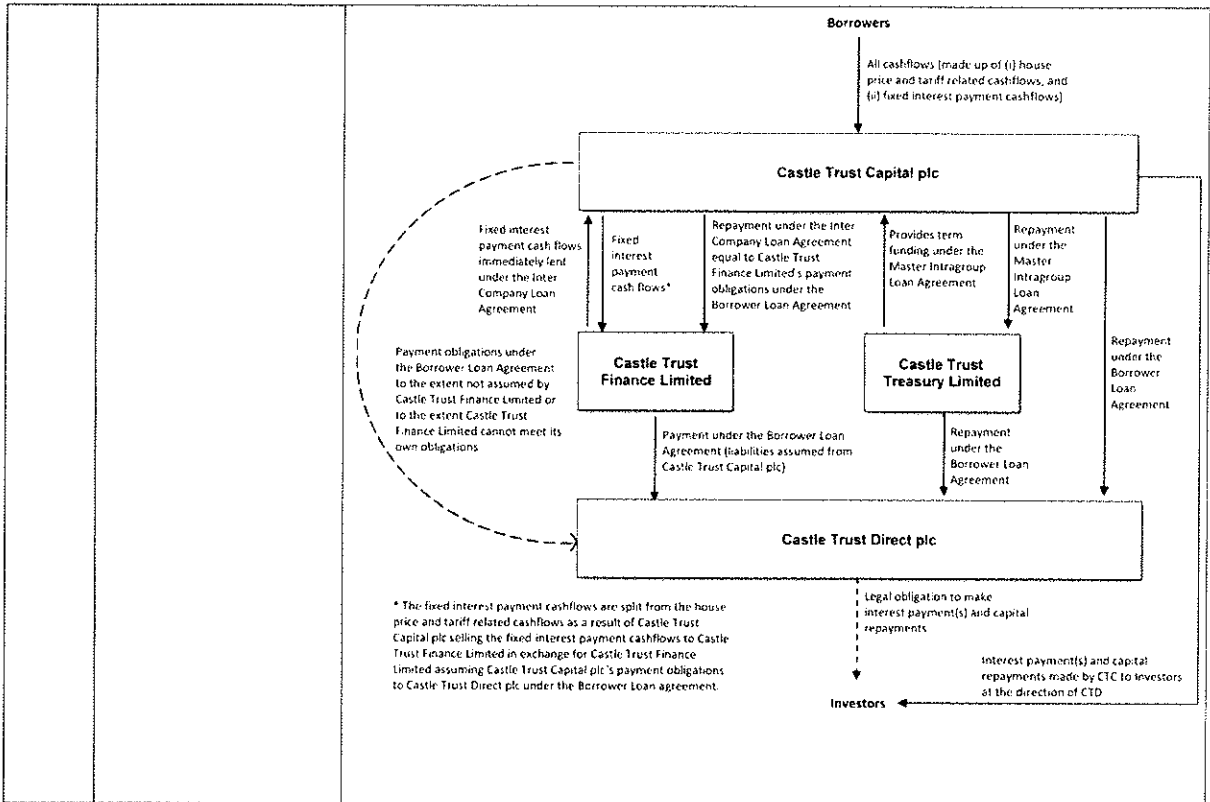 Borrowers
All cashflows [made up of (i) house
price and tariff related cashflows, and
(ii) fixed interest payment cashflows]
Castle Trust Capital plc
Fixed interest
payment cash flows
immediately lent
under the Inter
Company Loan
Agreement
Fixed
interest
payment
cash flows*
Repayment under the Inter
Company Loan Agreement
equal to Castle Trust
Finance Limited's payment
obligations under the
Borrower Loan Agreement
Provides term
funding under the
Master Intragroup
Loan Agreement
Repayment
under the
Master
Intragroup
Loan
Agreement
Repayment
under the
Borrower
Loan
Agreement
Payment obligations under
the Borrower Loan Agreement
to the extent not assumed by
Castle Trust Finance Limited or
to the extent Castle Trust
Finance Limited cannot meet its
own obligations
Castle Trust
Finance Limited
Castle Trust
Treasury Limited
Payment under the Borrower Loan
Agreement (liabilities assumed from
Castle Trust Capital plc)
Repayment
under the
Borrower Loan
Agreement
Castle Trust Direct plc
* The fixed interest payment cashflows are split from the house
price and tariff related cashflows as a result of Castle Trust
Capital plc selling the fixed interest payment cashflows to Castle
Trust Finance Limited in exchange for Castle Trust Finance
Limited assuming Castle Trust Capital plc's payment obligations
to Castle Trust Direct plc under the Borrower Loan agreement.
Legal obligation to make
interest payment(s) and capital
repayments
Interest payment(s) and capital
repayments made by CTC to investors
at the direction of CTD
Investors